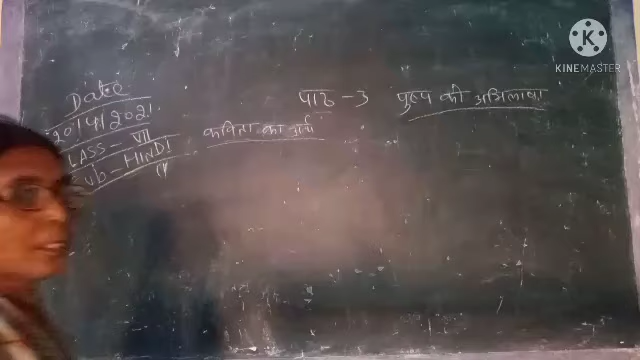 Date
20/4/2021
CLASS - VII
Sub - HINDI
पाठ - 3 पुष्प की अभिलाषा
कविता का अर्थ
KINEMASTER